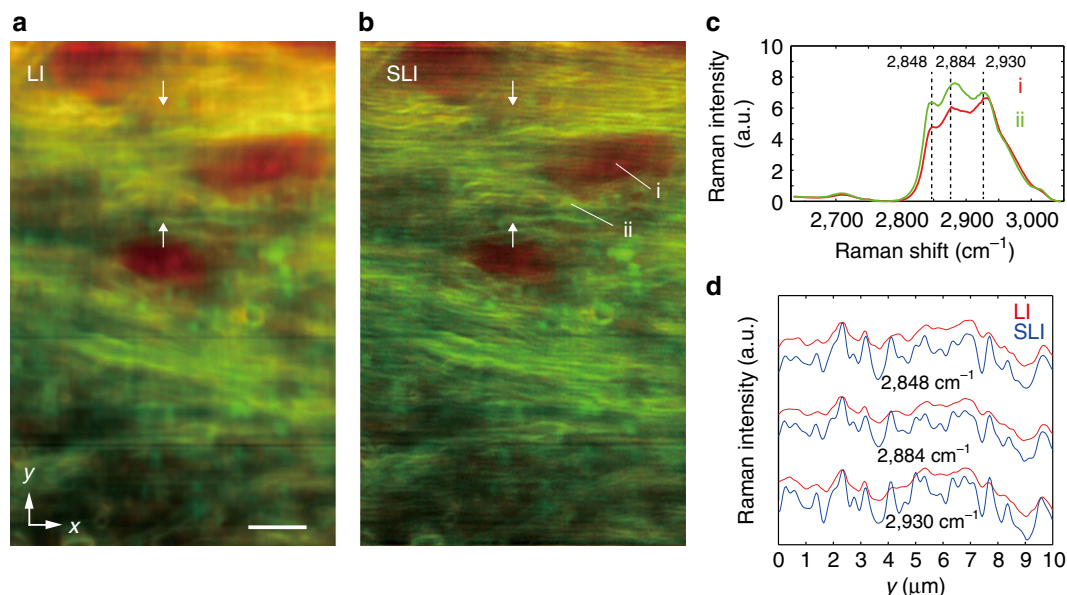 a
LI
y
x
b
SLI
i
ii
c
Raman intensity
(a.u.)
10
8
6
4
2
0
2,848
2,884
2,930
i
ii
2,700
2,800
2,900
3,000
Raman shift (cm⁻¹)
d
Raman intensity (a.u.)
LI
SLI
2,848 cm⁻¹
2,884 cm⁻¹
2,930 cm⁻¹
0 1 2 3 4 5 6 7 8 9 10
y (μm)